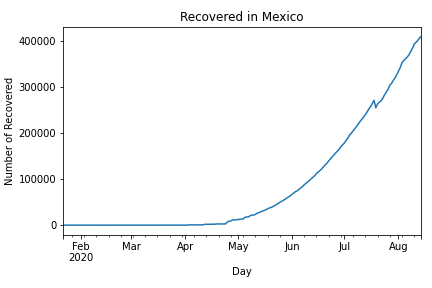 Recovered in Mexico
Number of Recovered
400000
300000
200000
100000
0
Feb Mar Apr May Jun Jul Aug
2020
Day